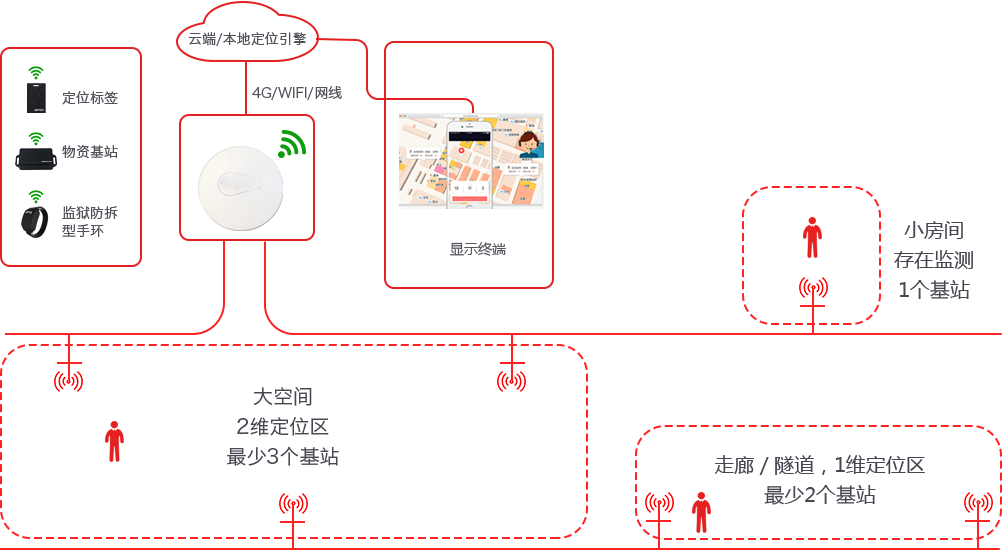 云端/本地定位引擎
4G/WIFI/网线
定位标签
物资基站
监狱防拆
型手环
显示终端
小房间
存在监测
1个基站
大空间
2维定位区
最少3个基站
走廊 / 隧道，1维定位区
最少2个基站